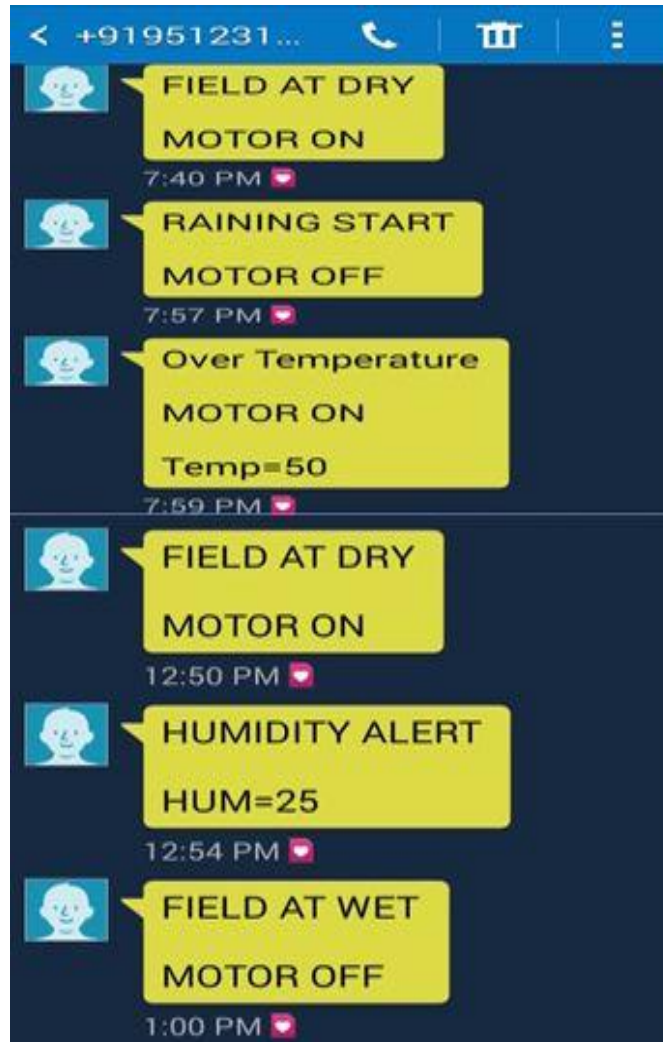 +91951231...
FIELD AT DRY
MOTOR ON
7:40 PM
RAINING START
MOTOR OFF
7:57 PM
Over Temperature
MOTOR ON
Temp=50
7:59 PM
FIELD AT DRY
MOTOR ON
12:50 PM
HUMIDITY ALERT
HUM=25
12:54 PM
FIELD AT WET
MOTOR OFF
1:00 PM